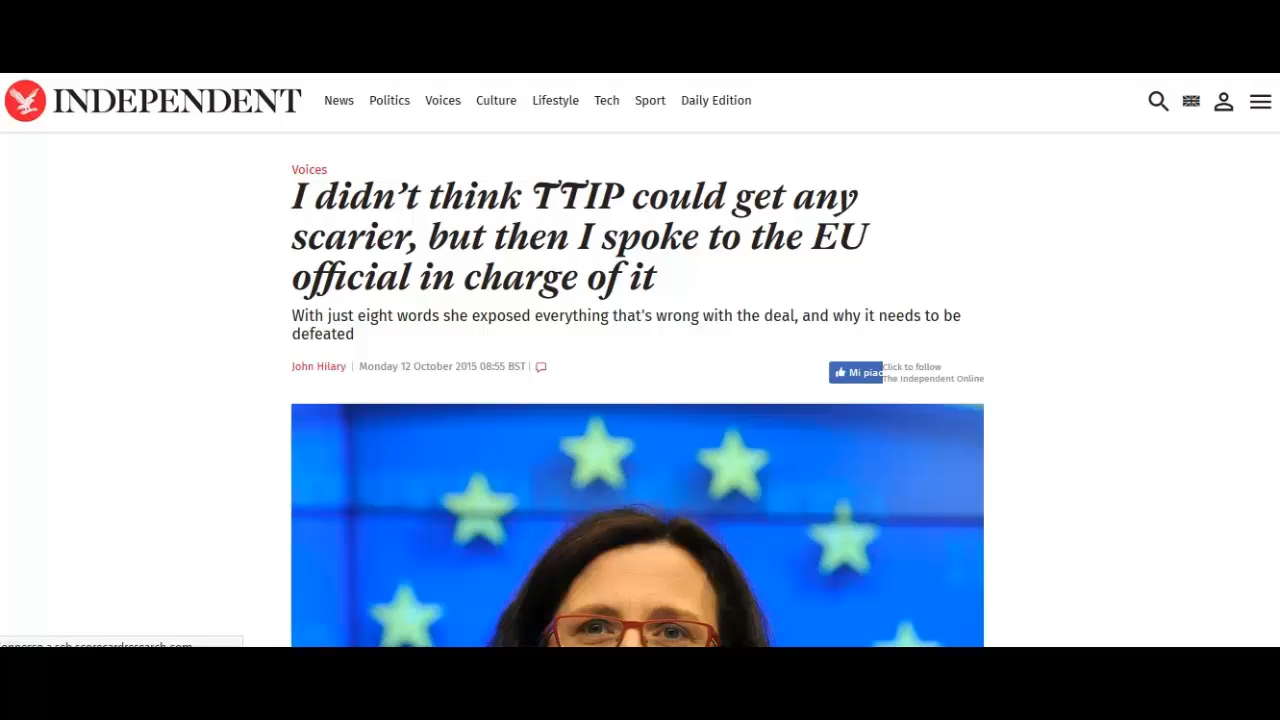 INDEPENDENT News Politics Voices Culture Lifestyle Tech Sport Daily Edition
Voices
I didn't think TTIP could get any
scarier, but then I spoke to the EU
official in charge of it
With just eight words she exposed everything that's wrong with the deal, and why it needs to be
defeated
John Hilary | Monday 12 October 2015 08:55 BST |
Mi piac
Click to follow
The Independent Online